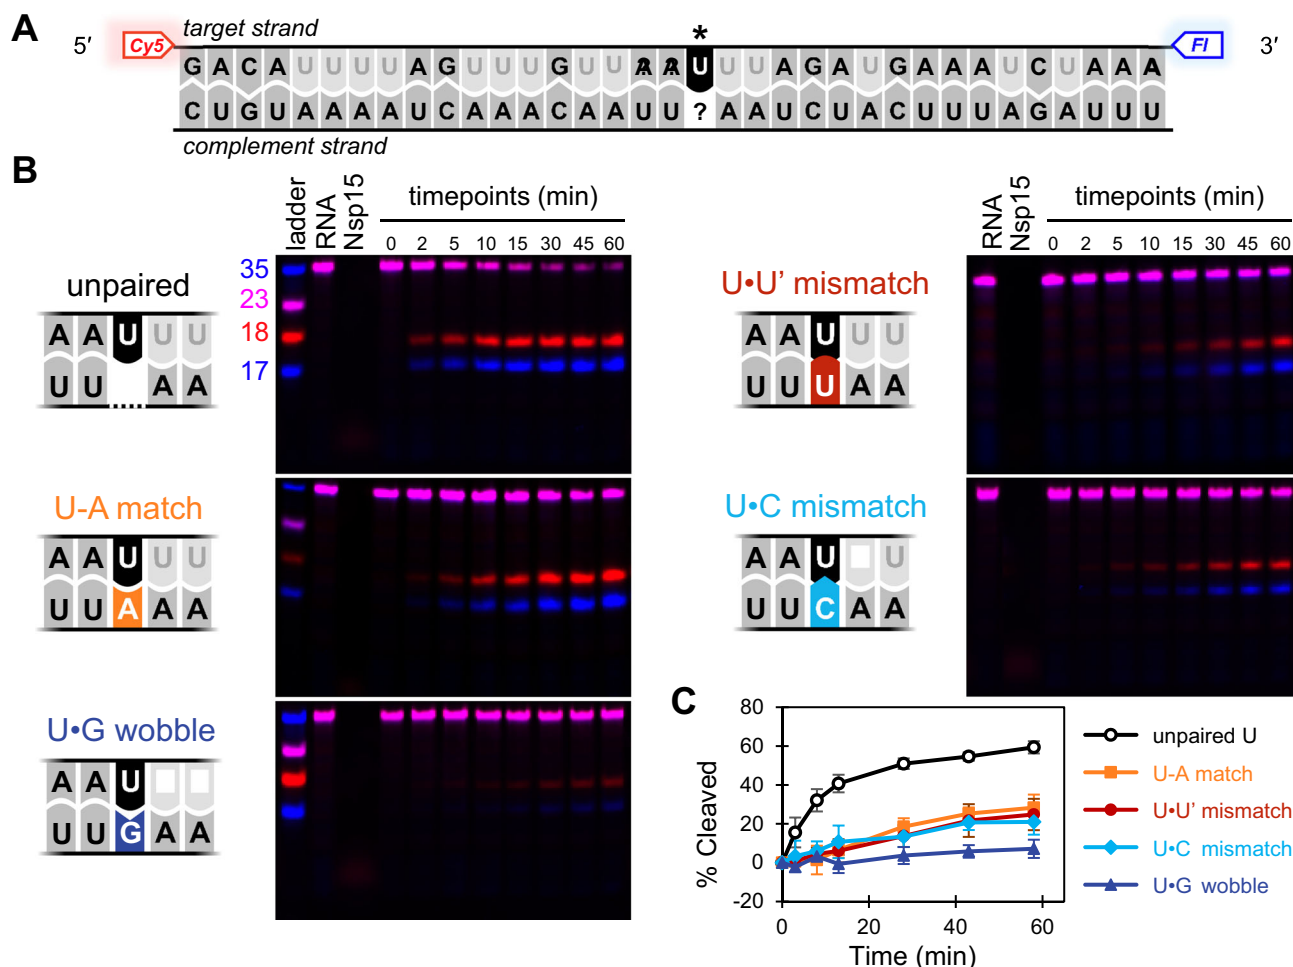 A
target strand
*
5′ Cy5 Fl 3′
G A C A U U U U A G U U U G U U A A U U U A G A U G A A A U C U A A A
C U G U A A A A U C A A A C A A U U ? A A U C U A C U U U A G A U U U
complement strand
B
ladder
RNA
Nsp15
timepoints (min)
0 2 5 10 15 30 45 60
unpaired
A A U U U
U U A A
35
23
18
17
U-A match
A A U U U
U U A A A
U•G wobble
A A U
U U G A A
RNA
Nsp15
timepoints (min)
0 2 5 10 15 30 45 60
U•U’ mismatch
A A U U U
U U U A A
U•C mismatch
A A U U
U U C A A
C
% Cleaved
80
60
40
20
0
-20
0 20 40 60
Time (min)
unpaired U
U-A match
U•U’ mismatch
U•C mismatch
U•G wobble